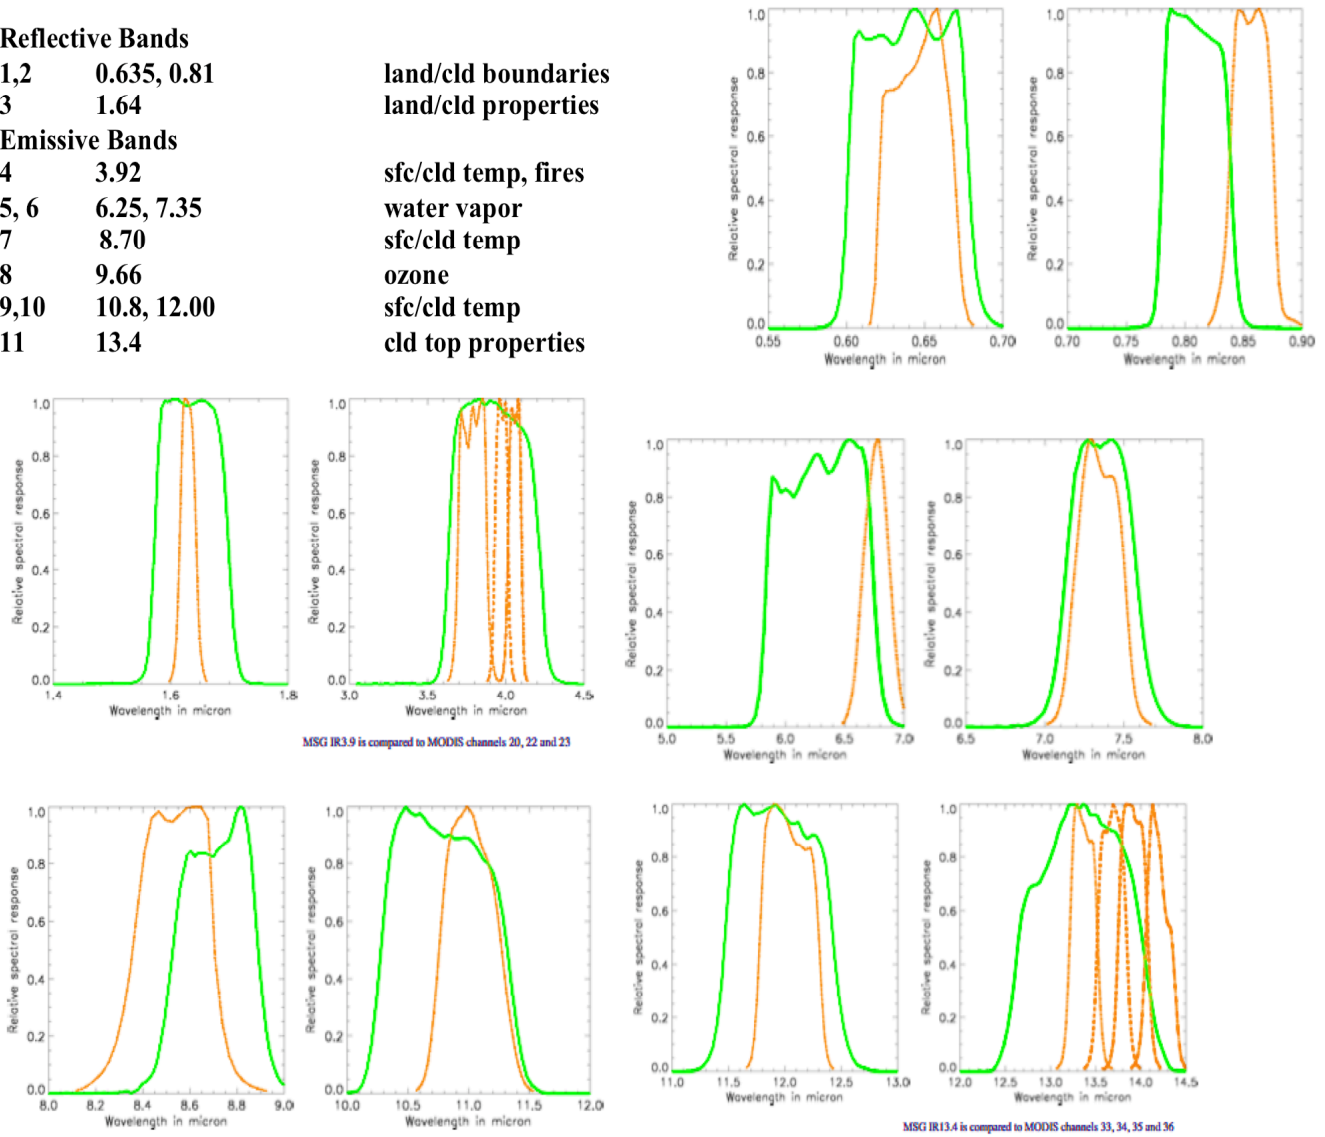 Reflective Bands
1,2 0.635, 0.81 land/cld boundaries
3 1.64 land/cld properties
Emissive Bands
4 3.92 sfc/cld temp, fires
5, 6 6.25, 7.35 water vapor
7 8.70 sfc/cld temp
8 9.66 ozone
9,10 10.8, 12.00 sfc/cld temp
11 13.4 cld top properties
Relative spectral response
1.0
0.8
0.6
0.4
0.2
0.0
0.55 0.60 0.65 0.70
Wavelength in micron
Relative spectral response
1.0
0.8
0.6
0.4
0.2
0.0
0.70 0.75 0.80 0.85 0.90
Wavelength in micron
Relative spectral response
1.0
0.8
0.6
0.4
0.2
0.0
1.4 1.6 1.8
Wavelength in micron
Relative spectral response
1.0
0.8
0.6
0.4
0.2
0.0
3.0 3.5 4.0 4.5
Wavelength in micron
MSG IR3.9 is compared to MODIS channels 20, 22 and 23
Relative spectral response
1.0
0.8
0.6
0.4
0.2
0.0
5.0 5.5 6.0 6.5 7.0
Wavelength in micron
Relative spectral response
1.0
0.8
0.6
0.4
0.2
0.0
6.5 7.0 7.5 8.0
Wavelength in micron
Relative spectral response
1.0
0.8
0.6
0.4
0.2
0.0
8.0 8.2 8.4 8.6 8.8 9.0
Wavelength in micron
Relative spectral response
1.0
0.8
0.6
0.4
0.2
0.0
10.0 10.5 11.0 11.5 12.0
Wavelength in micron
Relative spectral response
1.0
0.8
0.6
0.4
0.2
0.0
11.0 11.5 12.0 12.5 13.0
Wavelength in micron
Relative spectral response
1.0
0.8
0.6
0.4
0.2
0.0
12.0 12.5 13.0 13.5 14.0 14.5
Wavelength in micron
MSG IR13.4 is compared to MODIS channels 33, 34, 35 and 36